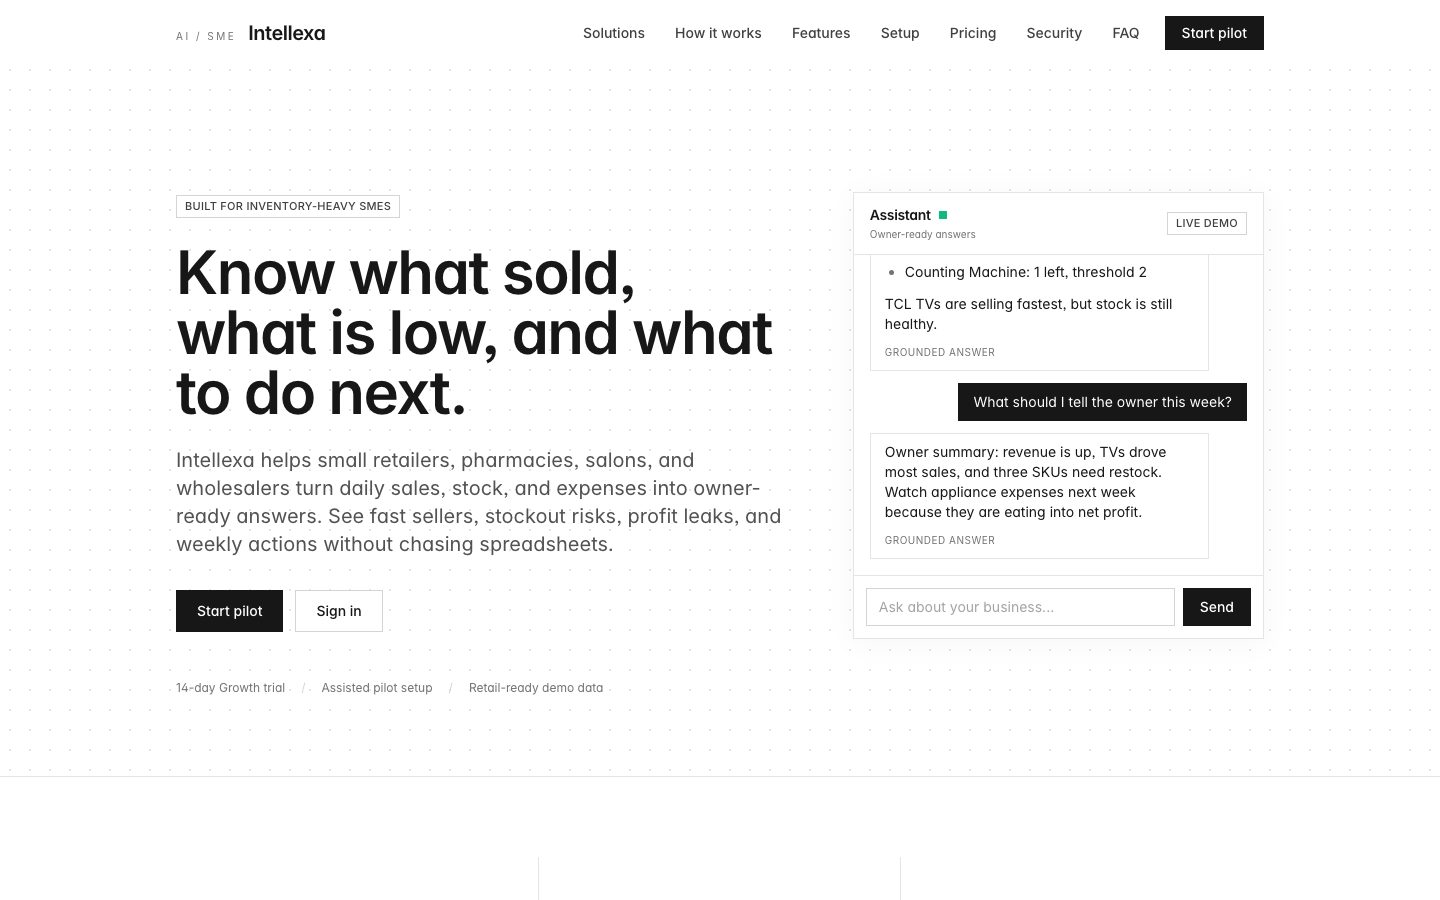 AI / SME Intellexa
Solutions How it works Features Setup Pricing Security FAQ Start pilot
BUILT FOR INVENTORY-HEAVY SMES
Know what sold,
what is low, and what
to do next.
Intellexa helps small retailers, pharmacies, salons, and
wholesalers turn daily sales, stock, and expenses into owner-
ready answers. See fast sellers, stockout risks, profit leaks, and
weekly actions without chasing spreadsheets.
Start pilot Sign in
14-day Growth trial / Assisted pilot setup / Retail-ready demo data
Assistant
Owner-ready answers
LIVE DEMO
Counting Machine: 1 left, threshold 2
TCL TVs are selling fastest, but stock is still
healthy.
GROUNDED ANSWER
What should I tell the owner this week?
Owner summary: revenue is up, TVs drove
most sales, and three SKUs need restock.
Watch appliance expenses next week
because they are eating into net profit.
GROUNDED ANSWER
Ask about your business... Send